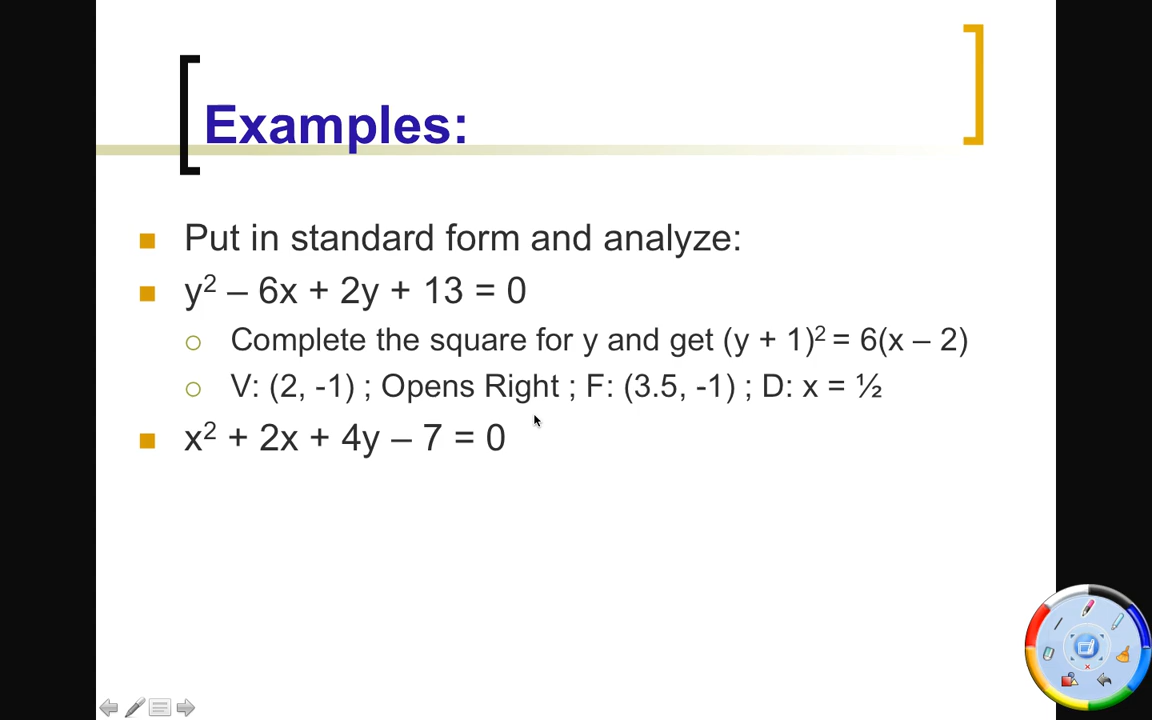 Examples:
Put in standard form and analyze:
y² – 6x + 2y + 13 = 0
Complete the square for y and get (y + 1)² = 6(x – 2)
V: (2, -1) ; Opens Right ; F: (3.5, -1) ; D: x = ½
x² + 2x + 4y – 7 = 0